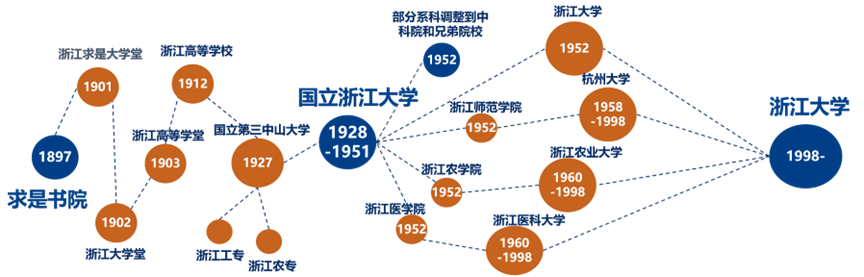 1897
求是书院
浙江求是大学堂
1901
1902
浙江大学堂
浙江高等学堂
1903
浙江高等学校
1912
国立第三中山大学
1927
浙江工专
浙江农专
国立浙江大学
1928
-1951
部分系科调整到中
科院和兄弟院校
1952
浙江大学
1952
浙江师范学院
1952
杭州大学
1958
-1998
浙江农学院
1952
浙江农业大学
1960
-1998
浙江医学院
1952
浙江医科大学
1960
-1998
浙江大学
1998-